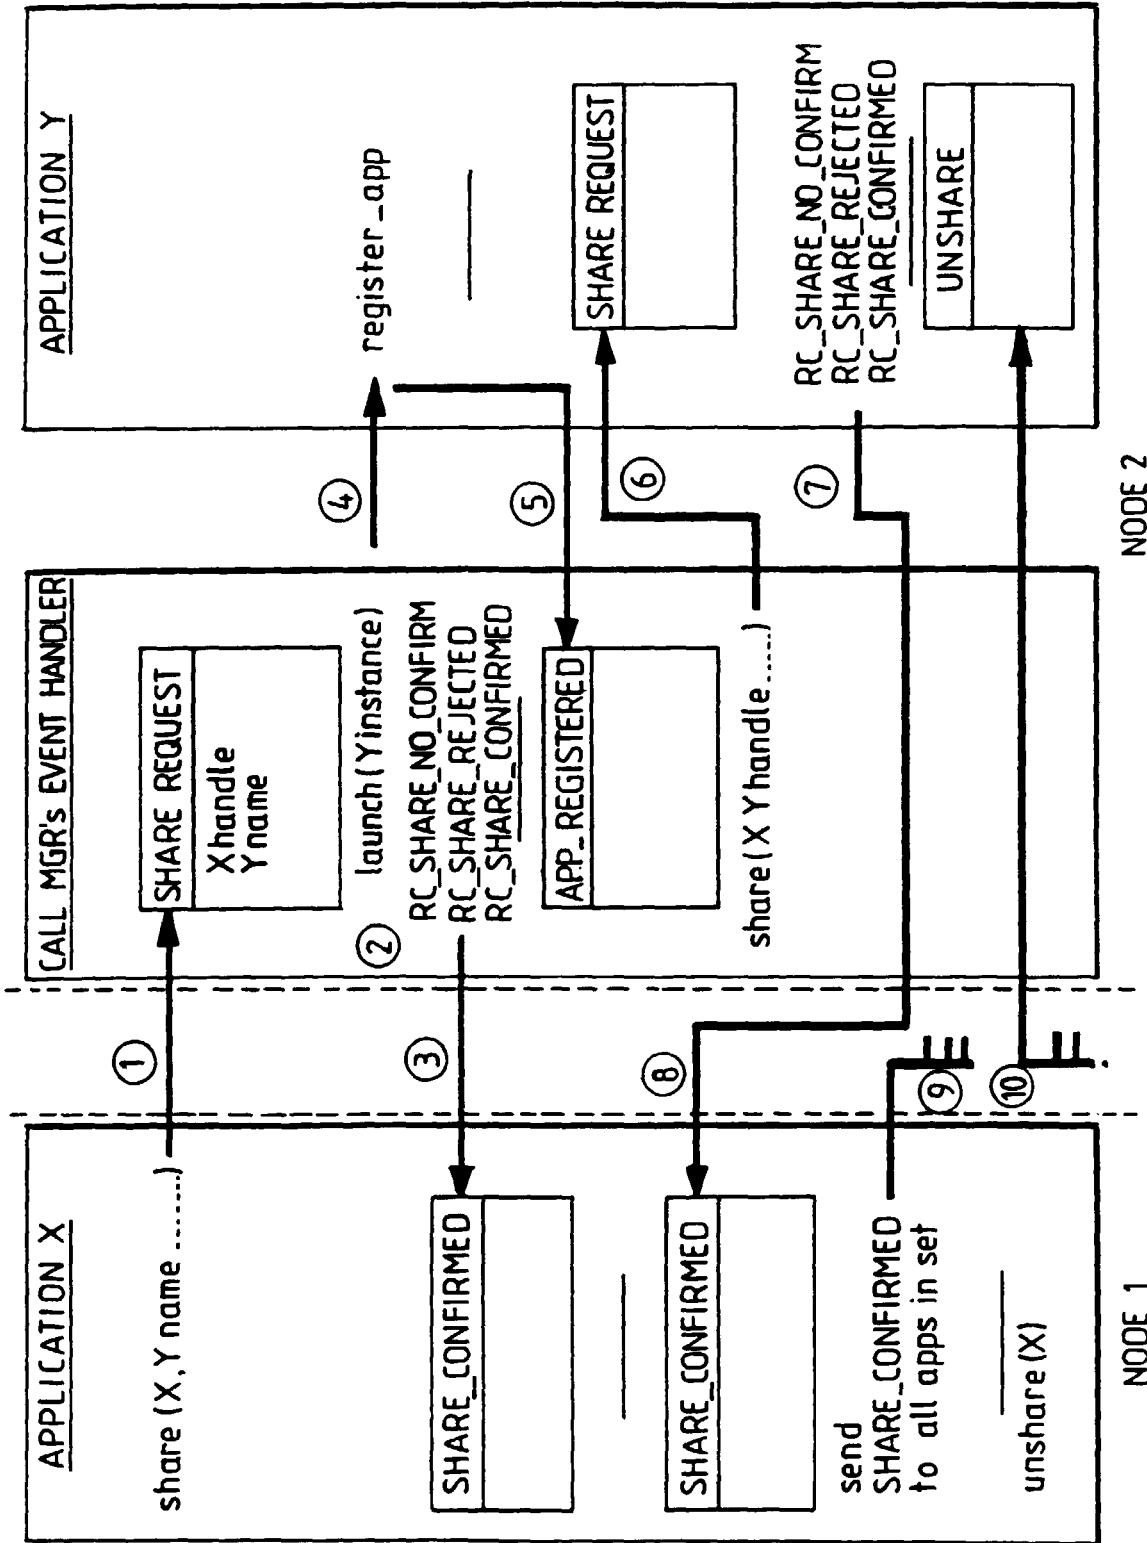 APPLICATION X
share (X, Y name .......)
SHARE_CONFIRMED
SHARE_CONFIRMED
send
SHARE_CONFIRMED
to all apps in set
unshare (X)
NODE 1
1
3
8
9
10
CALL MGR's EVENT HANDLER
SHARE REQUEST
Xhandle
Yname
2
launch (Yinstance)
RC_SHARE_NO_CONFIRM
RC_SHARE_REJECTED
RC_SHARE_CONFIRMED
APP_REGISTERED
share ( X Yhandle ......)
4
5
6
7
NODE 2
APPLICATION Y
register_app
SHARE REQUEST
RC_SHARE_NO_CONFIRM
RC_SHARE_REJECTED
RC_SHARE_CONFIRMED
UNSHARE